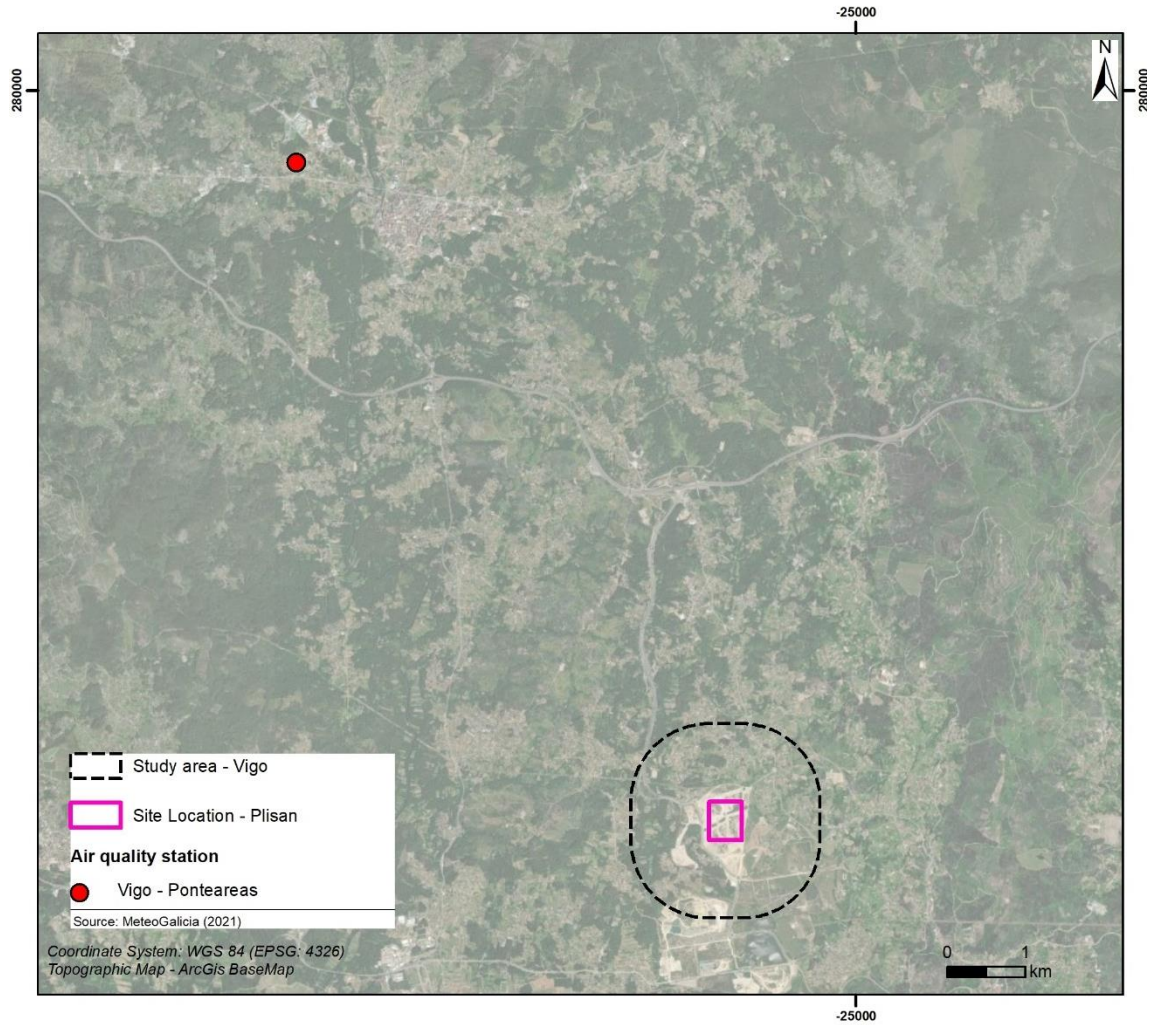 -25000
N
280000
280000
Study area - Vigo
Site Location - Plisan
Air quality station
Vigo - Ponteareas
Source: MeteoGalicia (2021)
Coordinate System: WGS 84 (EPSG: 4326)
Topographic Map - ArcGis BaseMap
0 1
km
-25000